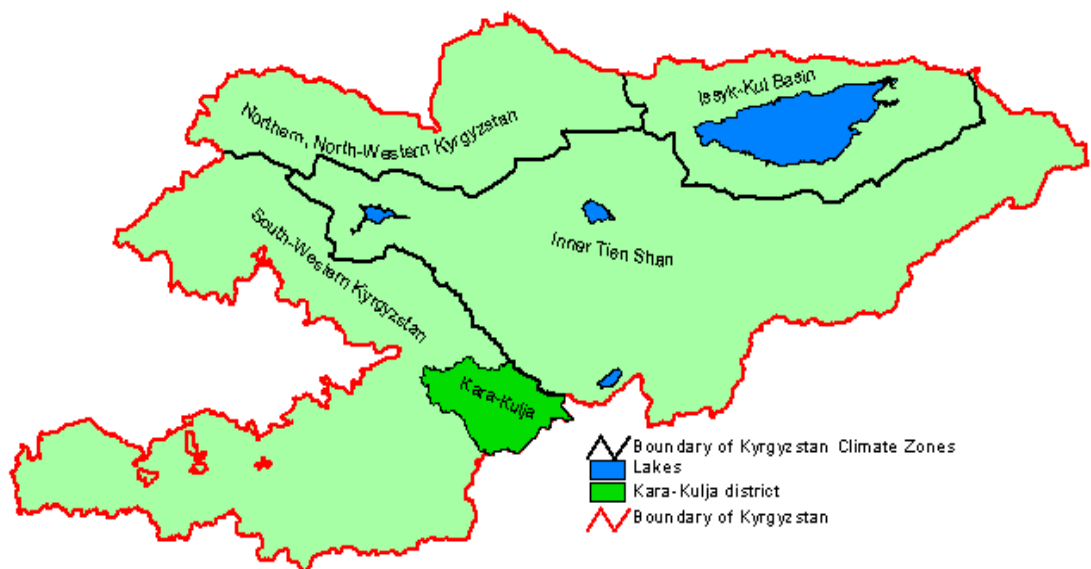 Issyk-Kul Basin
Northern, North-Western Kyrgyzstan
South-Western Kyrgyzstan
Inner Tien Shan
Kara-Kulja
Boundary of Kyrgyzstan Climate Zones
Lakes
Kara-Kulja district
Boundary of Kyrgyzstan